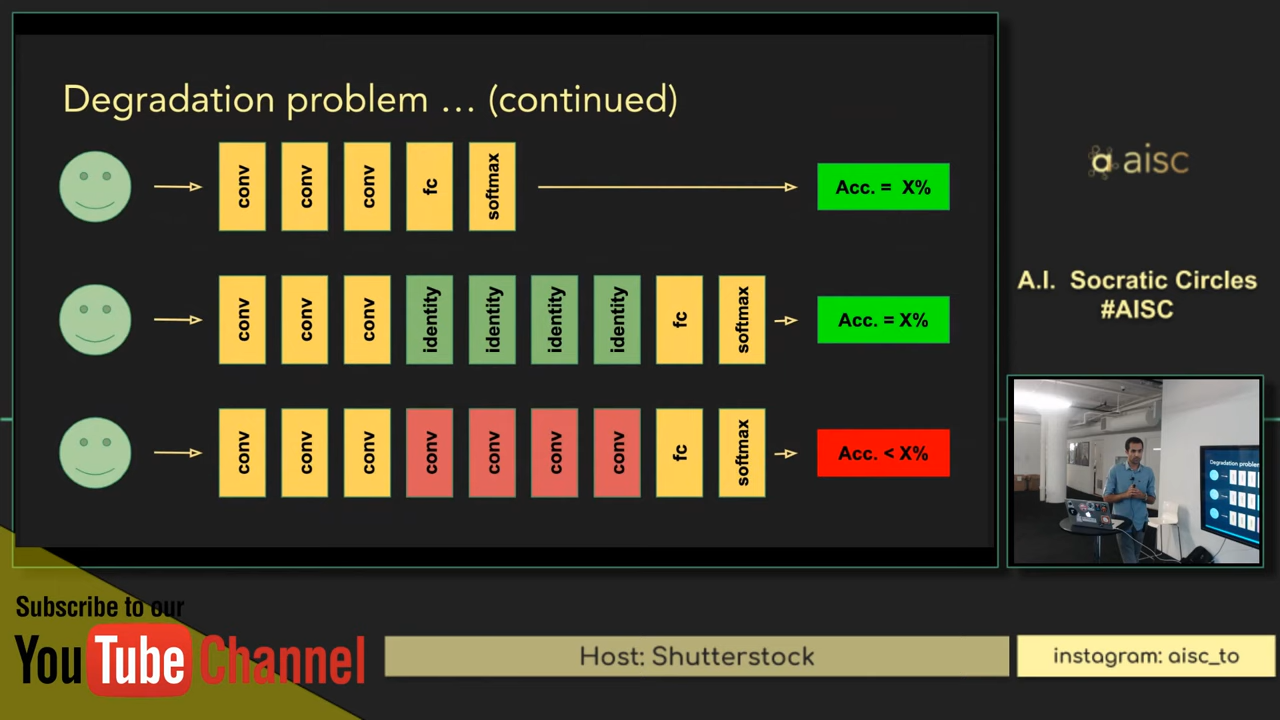 Degradation problem … (continued)
conv conv conv fc softmax
Acc. = X%
conv conv conv identity identity identity identity fc softmax
Acc. = X%
conv conv conv conv conv conv conv fc softmax
Acc. < X%
a aisc
A.I. Socratic Circles
#AISC
Degradation problem
Subscribe to our
YouTube Channel
Host: Shutterstock
instagram: aisc_to